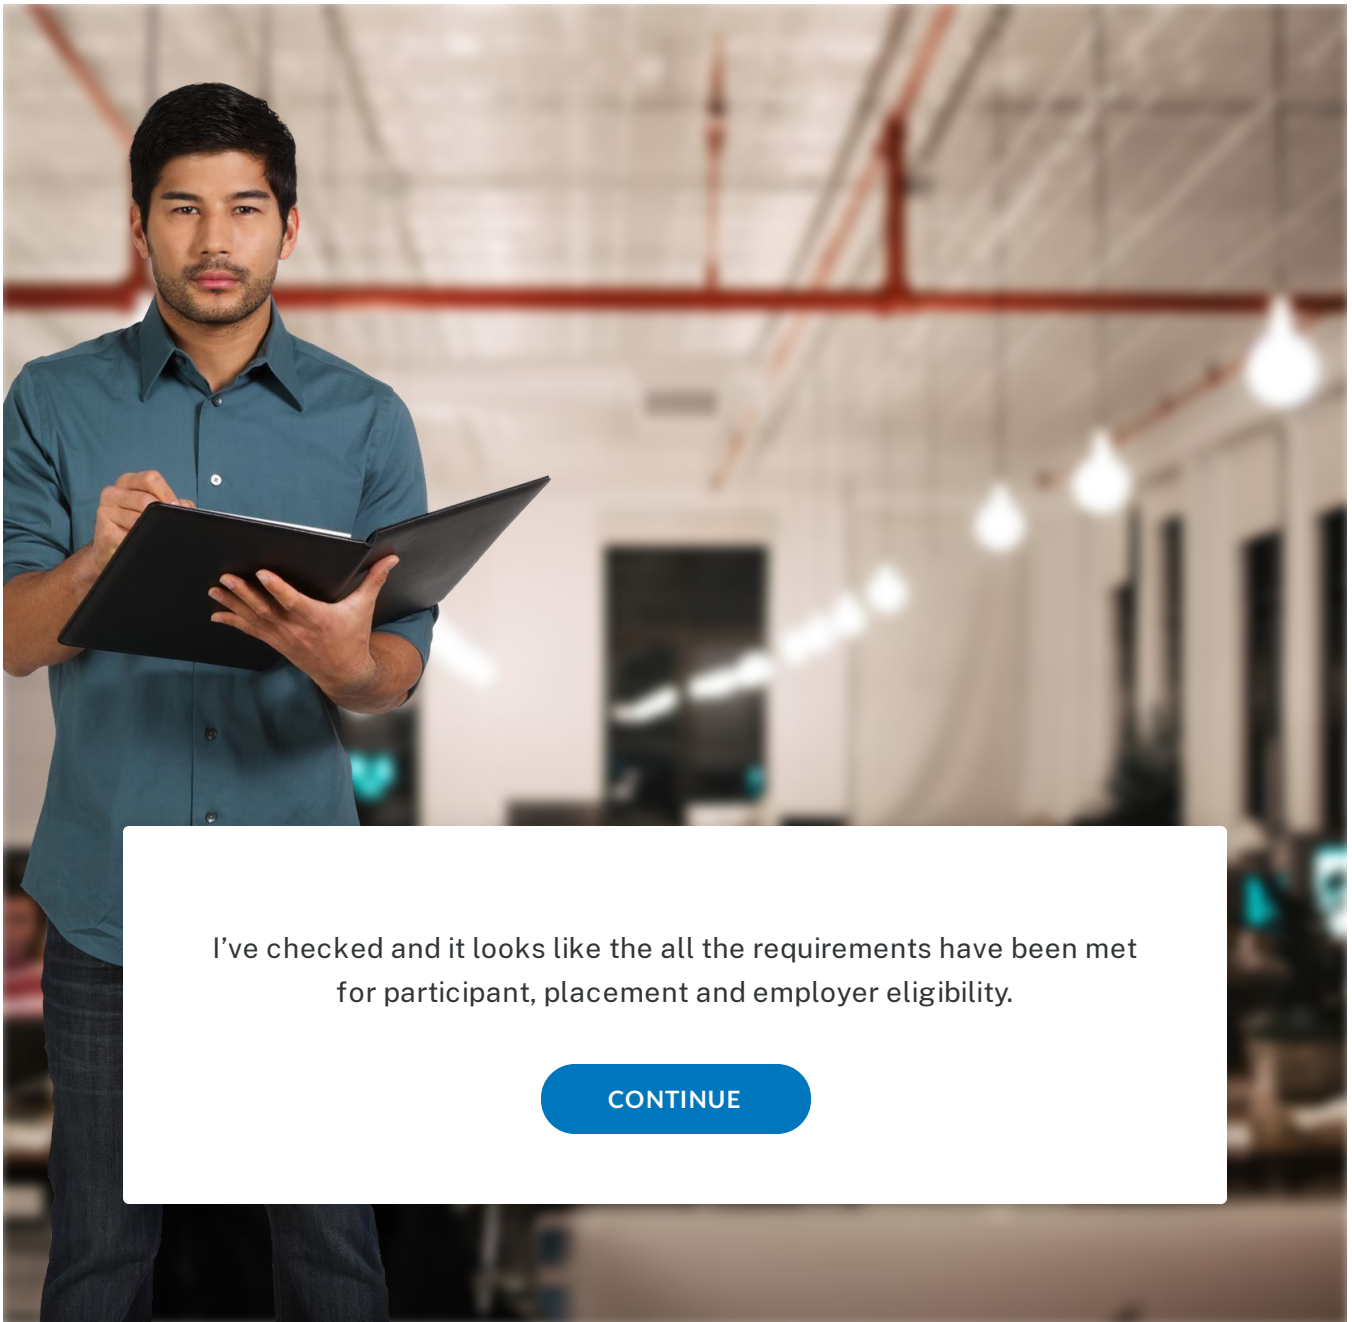 I’ve checked and it looks like the all the requirements have been met
for participant, placement and employer eligibility.
CONTINUE